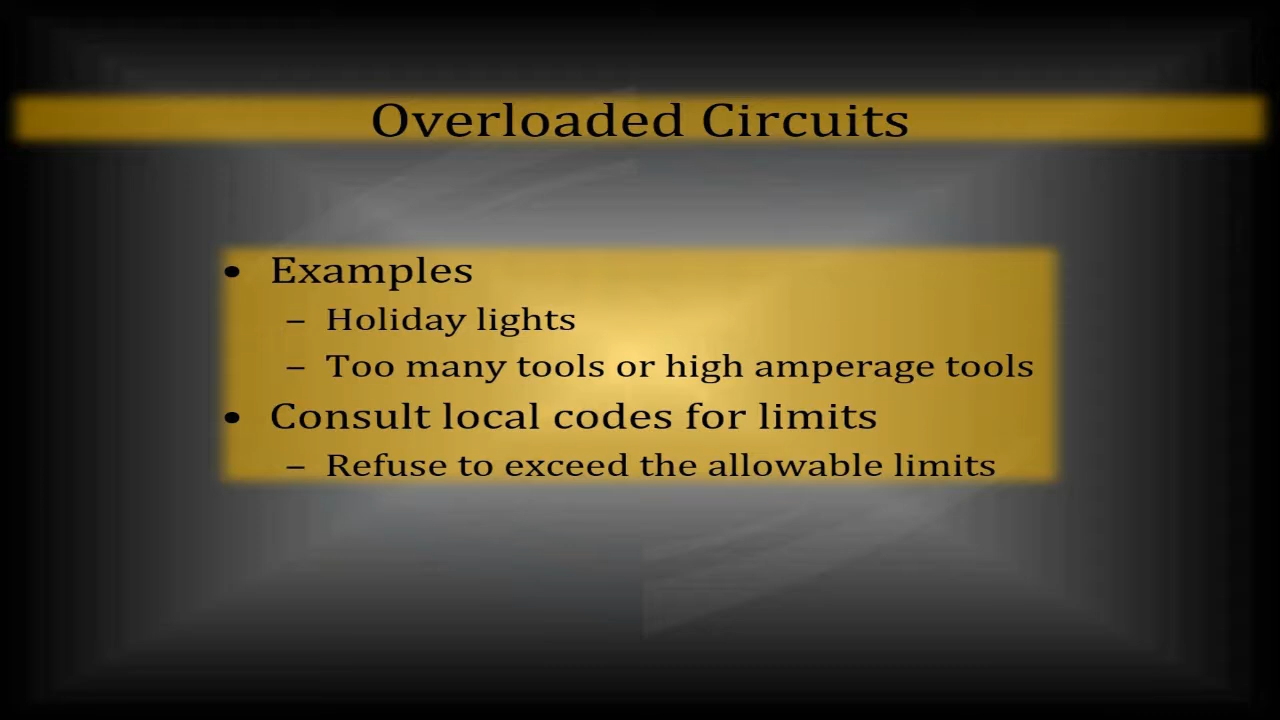 Overloaded Circuits
• Examples
– Holiday lights
– Too many tools or high amperage tools
• Consult local codes for limits
– Refuse to exceed the allowable limits